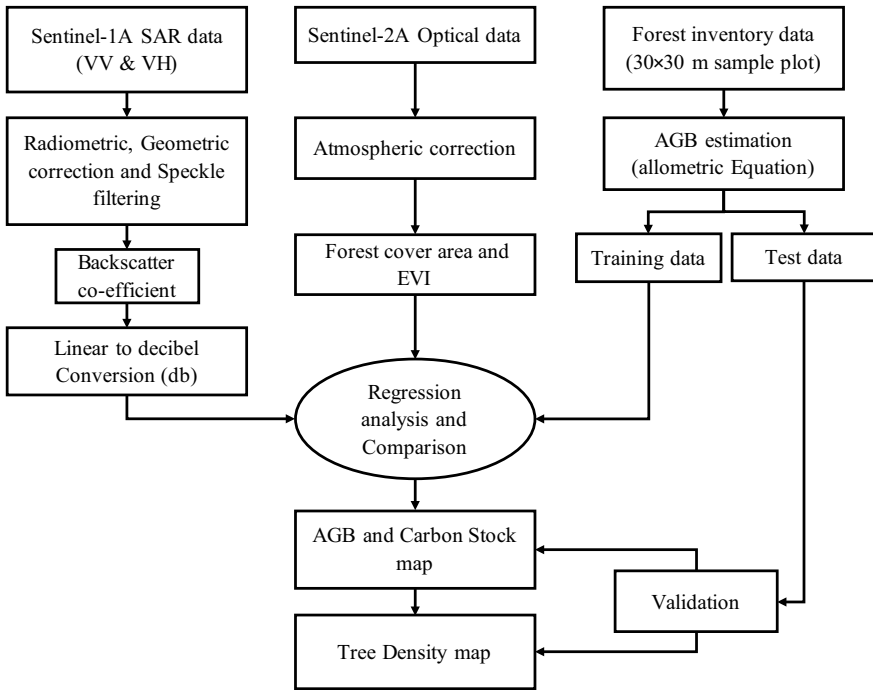 Sentinel-1A SAR data
(VV & VH)
Sentinel-2A Optical data
Forest inventory data
(30×30 m sample plot)
Radiometric, Geometric
correction and Speckle
filtering
Atmospheric correction
AGB estimation
(allometric Equation)
Backscatter
co-efficient
Forest cover area and
EVI
Training data
Test data
Linear to decibel
Conversion (db)
Regression
analysis and
Comparison
AGB and Carbon Stock
map
Validation
Tree Density map